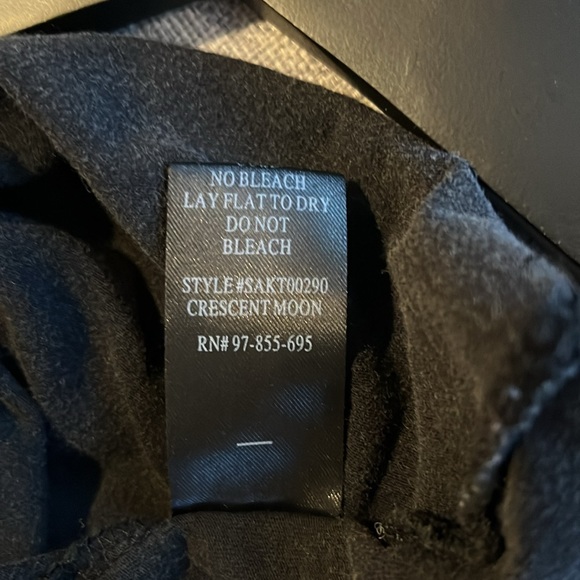 NO BLEACH
LAY FLAT TO DRY
DO NOT
BLEACH
STYLE#SAKT00290
CRESCENT MOON
RN# 97-855-695